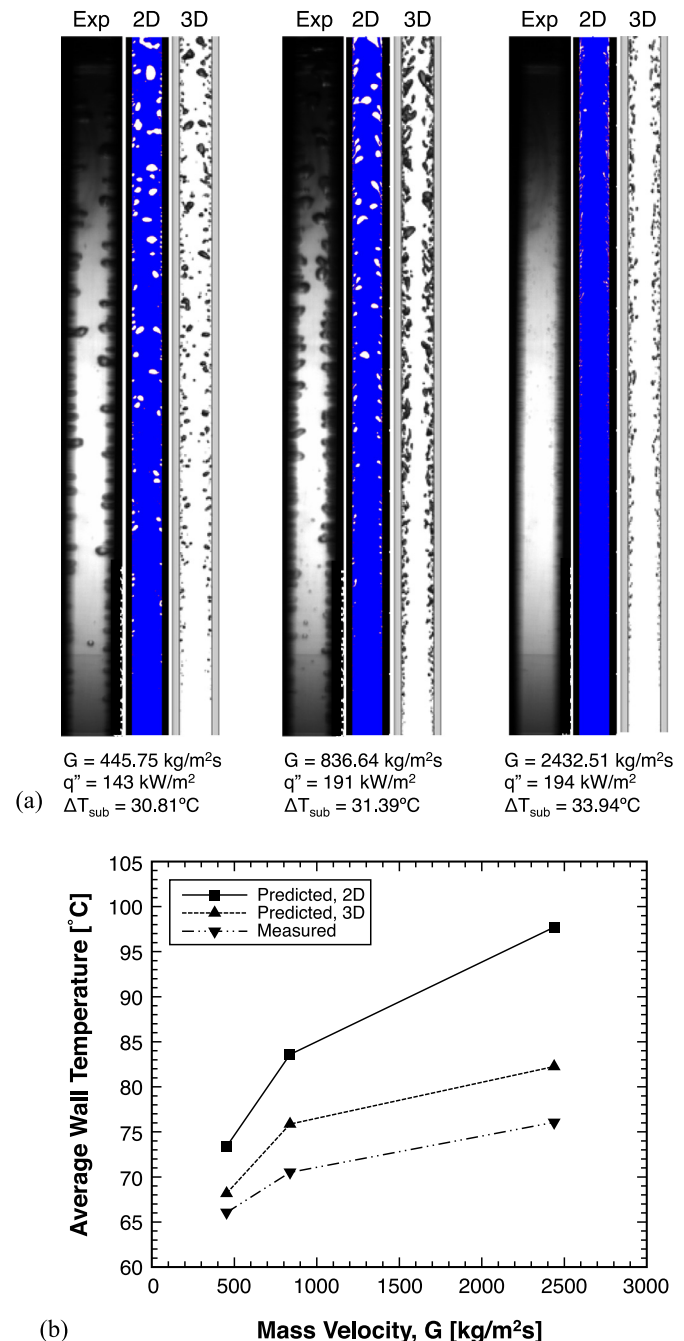 Exp 2D 3D Exp 2D 3D Exp 2D 3D
G = 445.75 kg/m²s
q” = 143 kW/m²
(a) ΔTsub = 30.81ºC
G = 836.64 kg/m²s
q” = 191 kW/m²
ΔTsub = 31.39ºC
G = 2432.51 kg/m²s
q” = 194 kW/m²
ΔTsub = 33.94ºC
105
100
95
90
85
80
75
70
65
60
Average Wall Temperature [˚C]
Predicted, 2D
Predicted, 3D
Measured
0 500 1000 1500 2000 2500 3000
(b) Mass Velocity, G [kg/m²s]